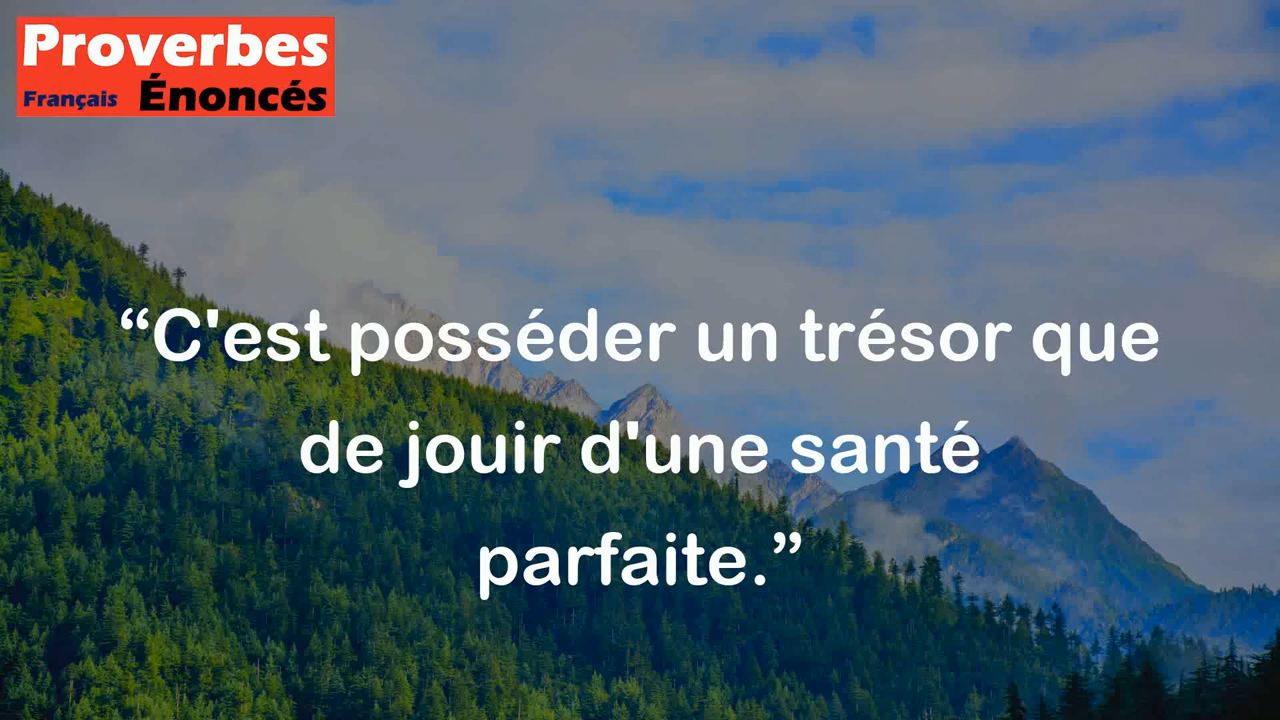 Proverbes
Français Énoncés
“C'est posséder un trésor que
de jouir d'une santé
parfaite.”